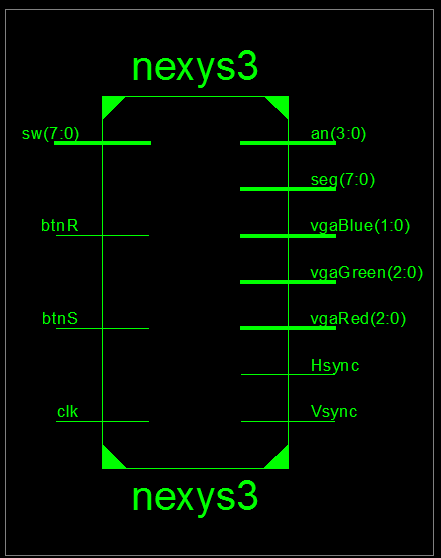 nexys3
sw(7:0)
an(3:0)
seg(7:0)
btnR
vgaBlue(1:0)
vgaGreen(2:0)
btnS
vgaRed(2:0)
Hsync
clk
Vsync
nexys3